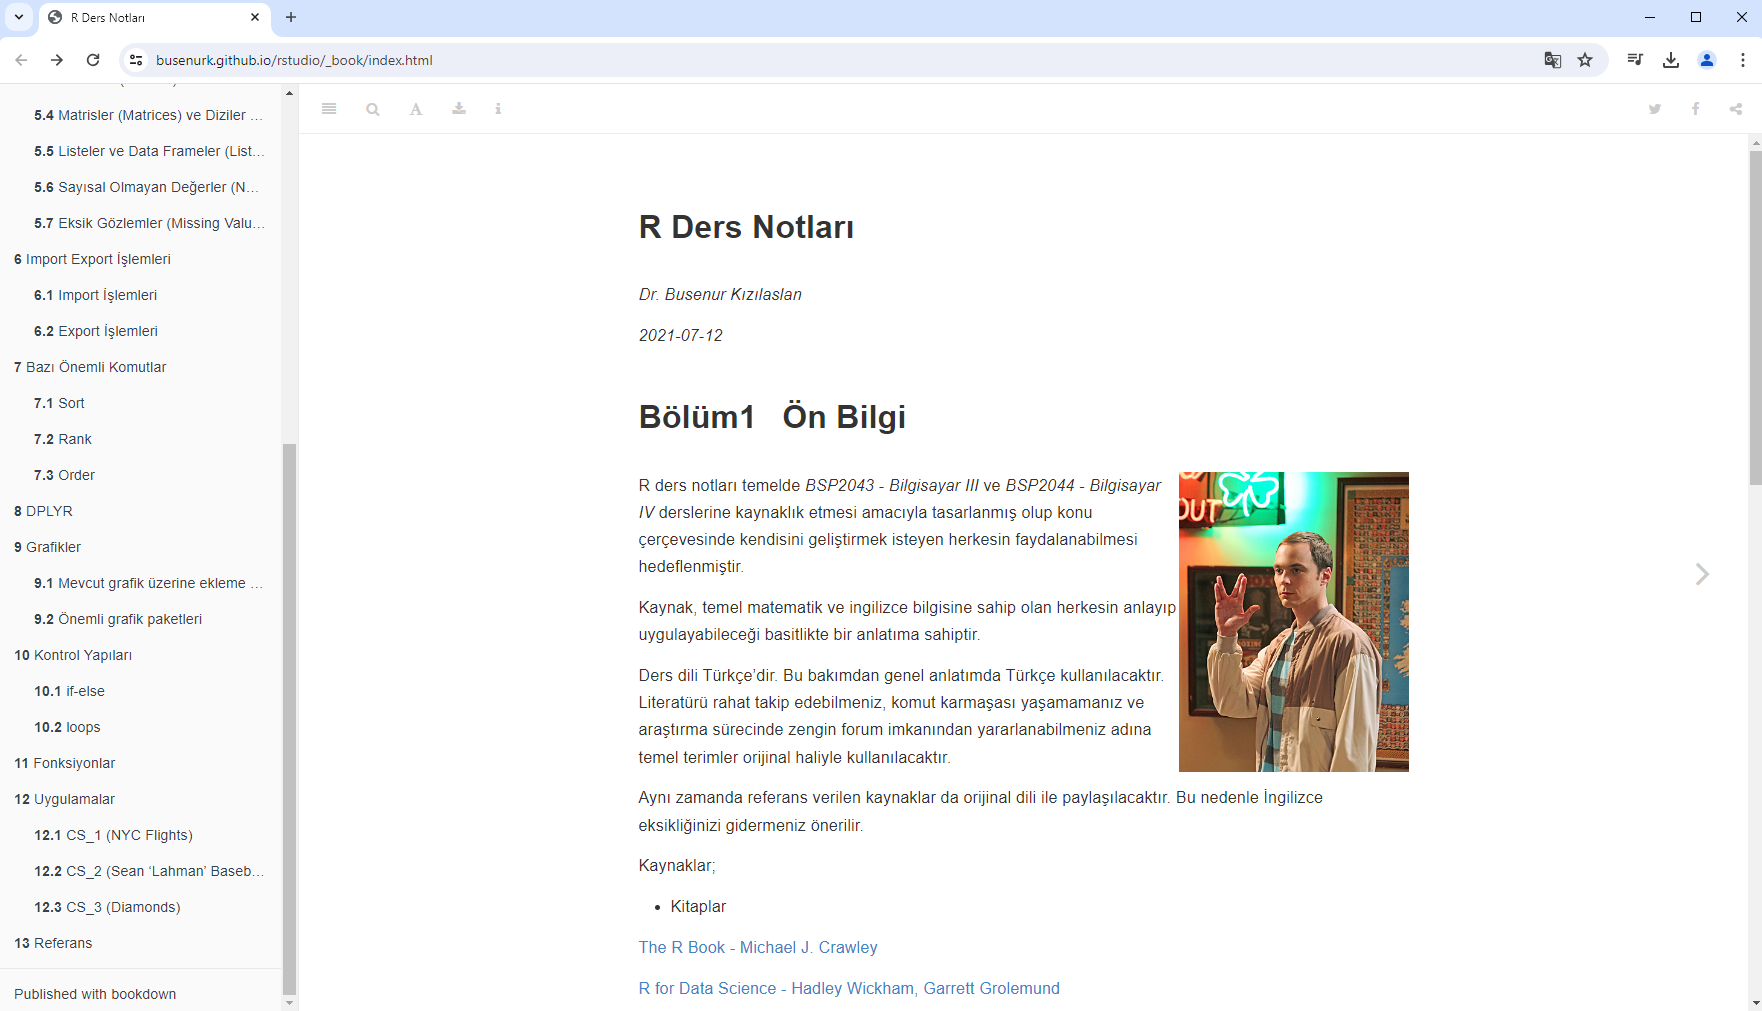 R Ders Notları
busenurk.github.io/rstudio/_book/index.html
5.4 Matrisler (Matrices) ve Diziler ...
5.5 Listeler ve Data Frameler (List...
5.6 Sayısal Olmayan Değerler (N...
5.7 Eksik Gözlemler (Missing Valu...
6 Import Export İşlemleri
6.1 Import İşlemleri
6.2 Export İşlemleri
7 Bazı Önemli Komutlar
7.1 Sort
7.2 Rank
7.3 Order
8 DPLYR
9 Grafikler
9.1 Mevcut grafik üzerine ekleme ...
9.2 Önemli grafik paketleri
10 Kontrol Yapıları
10.1 if-else
10.2 loops
11 Fonksiyonlar
12 Uygulamalar
12.1 CS_1 (NYC Flights)
12.2 CS_2 (Sean ‘Lahman’ Baseb...
12.3 CS_3 (Diamonds)
13 Referans
Published with bookdown
R Ders Notları
Dr. Busenur Kızılaslan
2021-07-12
Bölüm1 Ön Bilgi
R ders notları temelde BSP2043 - Bilgisayar III ve BSP2044 - Bilgisayar
IV derslerine kaynaklık etmesi amacıyla tasarlanmış olup konu
çerçevesinde kendisini geliştirmek isteyen herkesin faydalanabilmesi
hedeflenmiştir.
Kaynak, temel matematik ve ingilizce bilgisine sahip olan herkesin anlayıp
uygulayabileceği basitlikte bir anlatıma sahiptir.
Ders dili Türkçe’dir. Bu bakımdan genel anlatımda Türkçe kullanılacaktır.
Literatürü rahat takip edebilmeniz, komut karmaşası yaşamamanız ve
araştırma sürecinde zengin forum imkanından yararlanabilmeniz adına
temel terimler orijinal haliyle kullanılacaktır.
OUT
Aynı zamanda referans verilen kaynaklar da orijinal dili ile paylaşılacaktır. Bu nedenle İngilizce
eksikliğinizi gidermeniz önerilir.
Kaynaklar;
• Kitaplar
The R Book - Michael J. Crawley
R for Data Science - Hadley Wickham, Garrett Grolemund